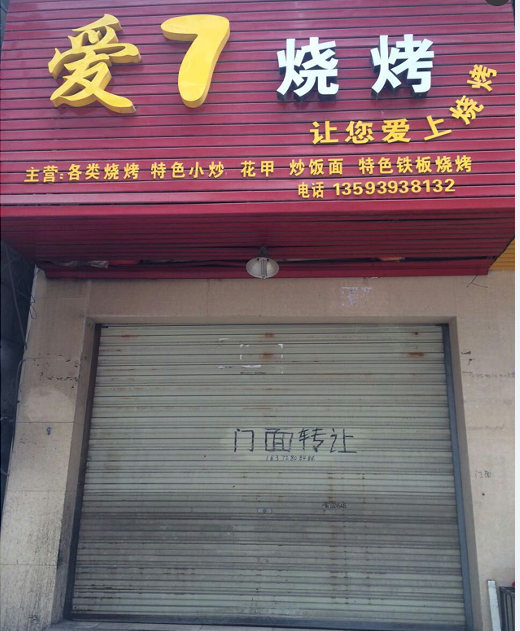 爱7 烧烤
让您爱上烧烤
主营:各类烧烤 特色小炒 花甲 炒饭面 特色铁板烧烤
电话 13593938132
门面转让